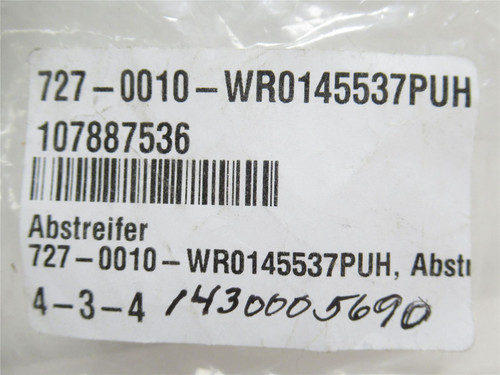 727-0010-WR0145537PUH
107887536
Abstreifer
727-0010-WR0145537PUH, Abst
4-3-4 1430005690